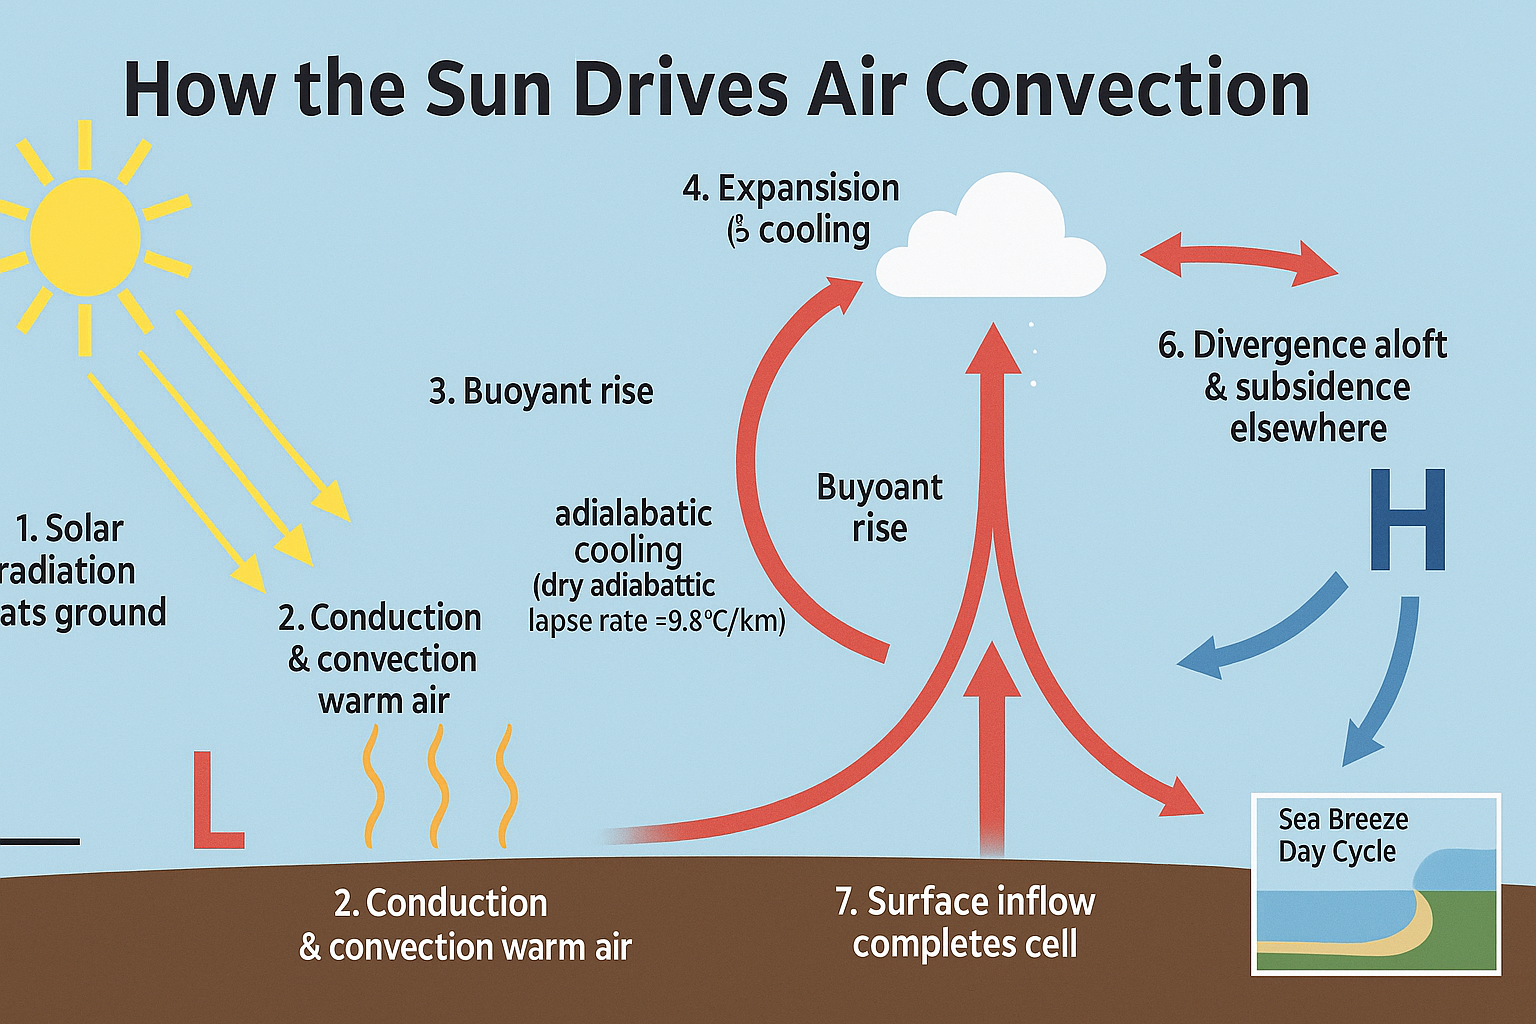 How the Sun Drives Air Convection
4. Expansision
cooling
3. Buoyant rise
6. Divergence aloft
& subsidence
elsewhere
H
1. Solar
radiation
ats ground
adialabatic
cooling
(dry adiabattic
lapse rate =9.8°C/km)
Buyoant
rise
2. Conduction
& convection
warm air
L
Sea Breeze
Day Cycle
2. Conduction
& convection warm air
7. Surface inflow
completes cell